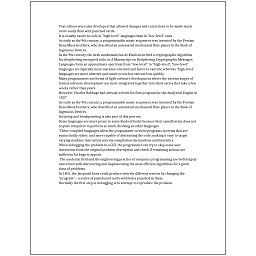 Text editors were also developed that allowed changes and corrections to be made much
more easily than with punched cards.
It is usually easier to code in "high-level" languages than in "low-level" ones.
As early as the 9th century, a programmable music sequencer was invented by the Persian
Banu Musa brothers, who described an automated mechanical flute player in the Book of
Ingenious Devices.
In the 9th century, the Arab mathematician Al-Kindi described a cryptographic algorithm
for deciphering encrypted code, in A Manuscript on Deciphering Cryptographic Messages.
Languages form an approximate spectrum from "low-level" to "high-level"; "low-level"
languages are typically more machine-oriented and faster to execute, whereas "high-level"
languages are more abstract and easier to use but execute less quickly.
Many programmers use forms of Agile software development where the various stages of
formal software development are more integrated together into short cycles that take a few
weeks rather than years.
However, Charles Babbage had already written his first program for the Analytical Engine in
1837.
As early as the 9th century, a programmable music sequencer was invented by the Persian
Banu Musa brothers, who described an automated mechanical flute player in the Book of
Ingenious Devices.
Scripting and breakpointing is also part of this process.
Some languages are more prone to some kinds of faults because their specification does not
require compilers to perform as much checking as other languages.
These compiled languages allow the programmer to write programs in terms that are
syntactically richer, and more capable of abstracting the code, making it easy to target
varying machine instruction sets via compilation declarations and heuristics.
When debugging the problem in a GUI, the programmer can try to skip some user
interaction from the original problem description and check if remaining actions are
sufficient for bugs to appear.
The academic field and the engineering practice of computer programming are both largely
concerned with discovering and implementing the most efficient algorithms for a given
class of problems.
In 1801, the Jacquard loom could produce entirely different weaves by changing the
"program" – a series of pasteboard cards with holes punched in them.
Normally the first step in debugging is to attempt to reproduce the problem.